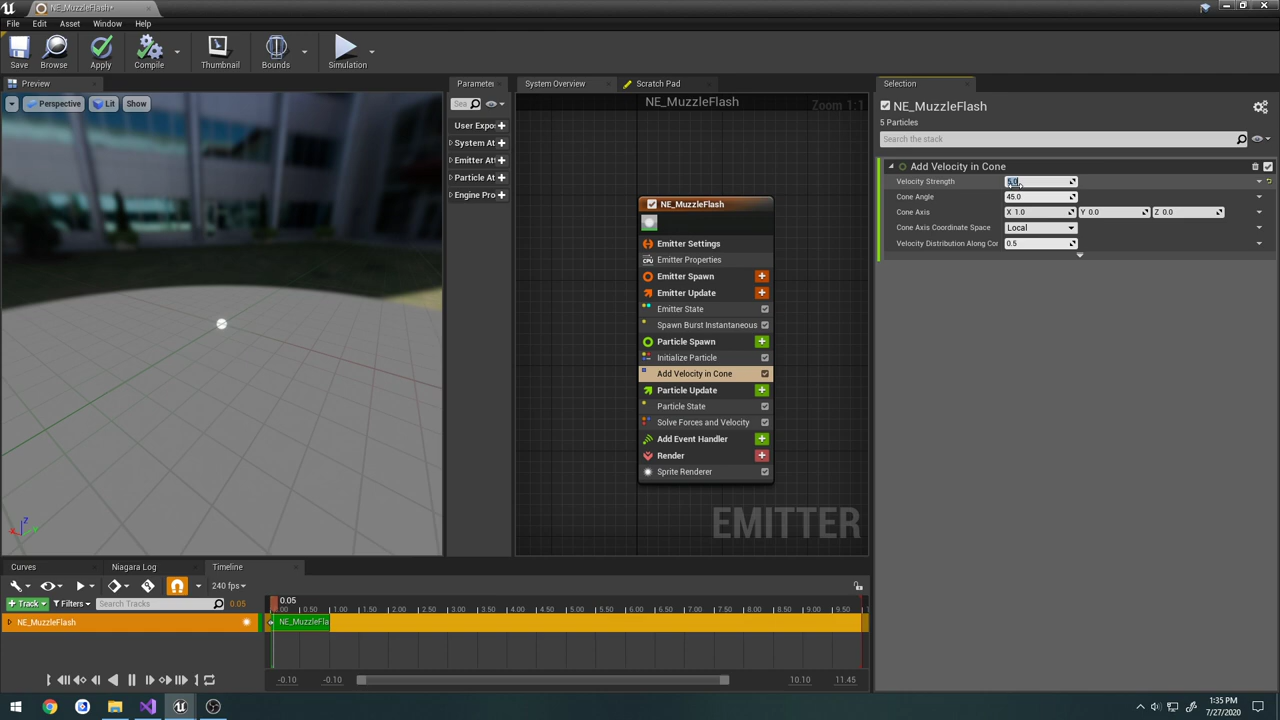 NE_MuzzleFlash*
File Edit Asset Window Help
Save Browse Apply Compile Thumbnail Bounds Simulation
Preview
Perspective Lit Show
Z
X Y
Paramete
Sea
User Expo
System At
Emitter Att
Particle At
Engine Pro
System Overview Scratch Pad
NE_MuzzleFlash Zoom 1:1
NE_MuzzleFlash
Emitter Settings
CPU Emitter Properties
Emitter Spawn
Emitter Update
Emitter State
Spawn Burst Instantaneous
Particle Spawn
Initialize Particle
Add Velocity in Cone
Particle Update
Particle State
Solve Forces and Velocity
Add Event Handler
Render
Sprite Renderer
EMITTER
Selection
NE_MuzzleFlash
5 Particles
Search the stack
Add Velocity in Cone
Velocity Strength 5.0
Cone Angle 45.0
Cone Axis X 1.0 Y 0.0 Z 0.0
Cone Axis Coordinate Space Local
Velocity Distribution Along Cor 0.5
Curves Niagara Log Timeline
240 fps
Track Filters Search Tracks 0.05
0.05
.00 0.50 1.00 1.50 2.00 2.50 3.00 3.50 4.00 4.50 5.00 5.50 6.00 6.50 7.00 7.50 8.00 8.50 9.00 9.50
NE_MuzzleFlash NE_MuzzleFla
-0.10 -0.10 10.10 11.45
1:35 PM
7/27/2020